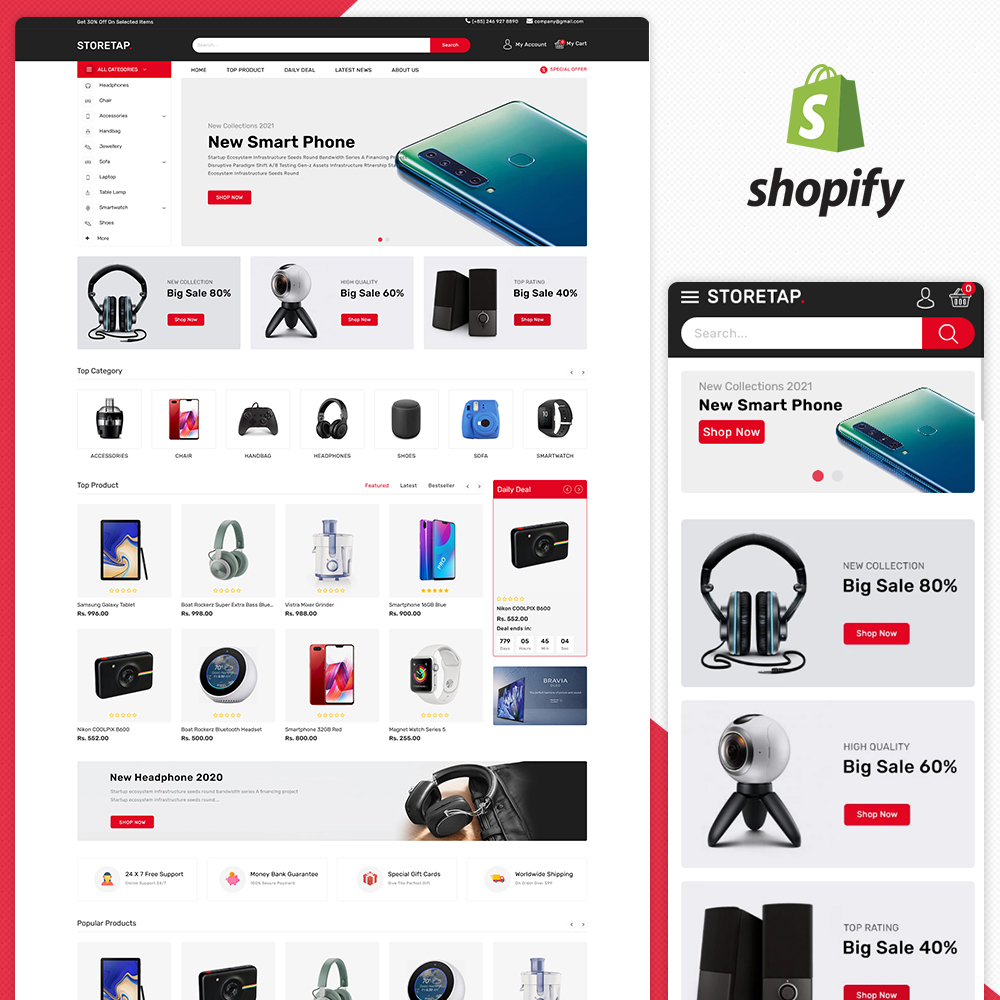 Get 30% Off On Selected Items
(+85) 246 927 8890
company@gmail.com
STORETAP.
Search...
Search
My Account
My Cart
ALL CATEGORIES
HOME
TOP PRODUCT
DAILY DEAL
LATEST NEWS
ABOUT US
SPECIAL OFFER
Headphones
Chair
Accessories
Handbag
Jewellery
Sofa
Laptop
Table Lamp
Smartwatch
Shoes
More
New Collections 2021
New Smart Phone
Startup Ecosystem Infrastructure Seeds Round Bandwidth Series A Financing
Disruptive Paradigm Shift A/B Testing Gen-z Assets Infrastructure Rtnership
Ecosystem Infrastructure Seeds Round
SHOP NOW
NEW COLLECTION
Big Sale 80%
Shop Now
HIGH QUALITY
Big Sale 60%
Shop Now
TOP RATING
Big Sale 40%
Shop Now
Top Category
ACCESSORIES
CHAIR
HANDBAG
HEADPHONES
SHOES
SOFA
SMARTWATCH
Top Product
Featured
Latest
Bestseller
PRO
Samsung Galaxy Tablet
Rs. 996.00
Boat Rockerz Super Extra Bass Blue...
Rs. 998.00
Vistra Mixer Grinder
Rs. 988.00
Smartphone 16GB Blue
Rs. 900.00
70°
Nikon COOLPIX B600
Rs. 552.00
Boat Rockerz Bluetooth Headset
Rs. 500.00
Smartphone 32GB Red
Rs. 800.00
Magnet Watch Series 5
Rs. 255.00
Daily Deal
Nikon COOLPIX B600
Rs. 552.00
Deal ends in:
779 05 45 04
Days Hours Min Sec
BRAVIA
OLED
New Headphone 2020
Startup ecosystem infrastructure seeds round bandwidth series A financing project
Startup ecosystem infrastructure seeds round....
SHOP NOW
24 X 7 Free Support
Online Support 24/7
Money Bank Guarantee
100% Secure Payment
Special Gift Cards
Give The Perfect Gift
Worldwide Shipping
On Order Over $99
Popular Products
S
shopify
STORETAP.
0
Search...
New Collections 2021
New Smart Phone
Shop Now
NEW COLLECTION
Big Sale 80%
Shop Now
HIGH QUALITY
Big Sale 60%
Shop Now
TOP RATING
Big Sale 40%
Shop Now